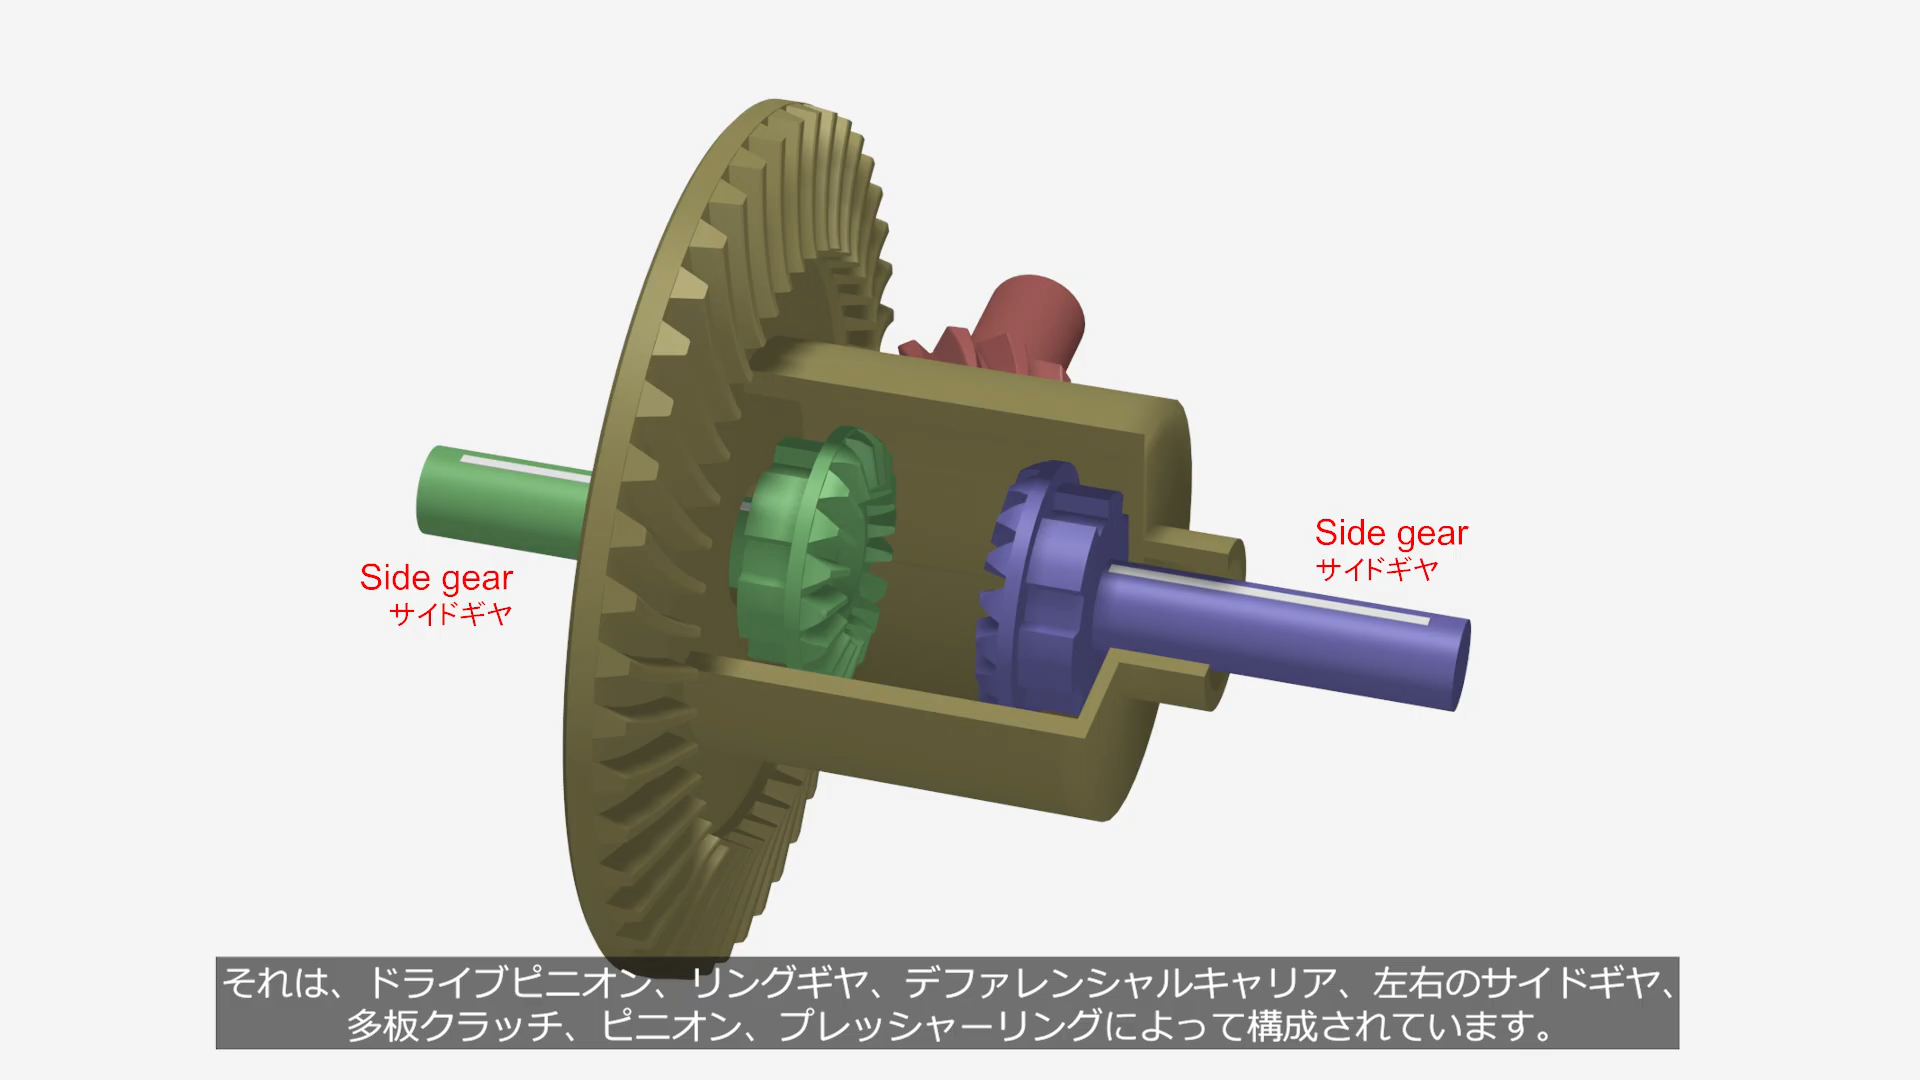 Side gear
サイドギヤ
Side gear
サイドギヤ
それは、ドライブピニオン、リングギヤ、デファレンシャルキャリア、左右のサイドギヤ、
多板クラッチ、ピニオン、プレッシャーリングによって構成されています。